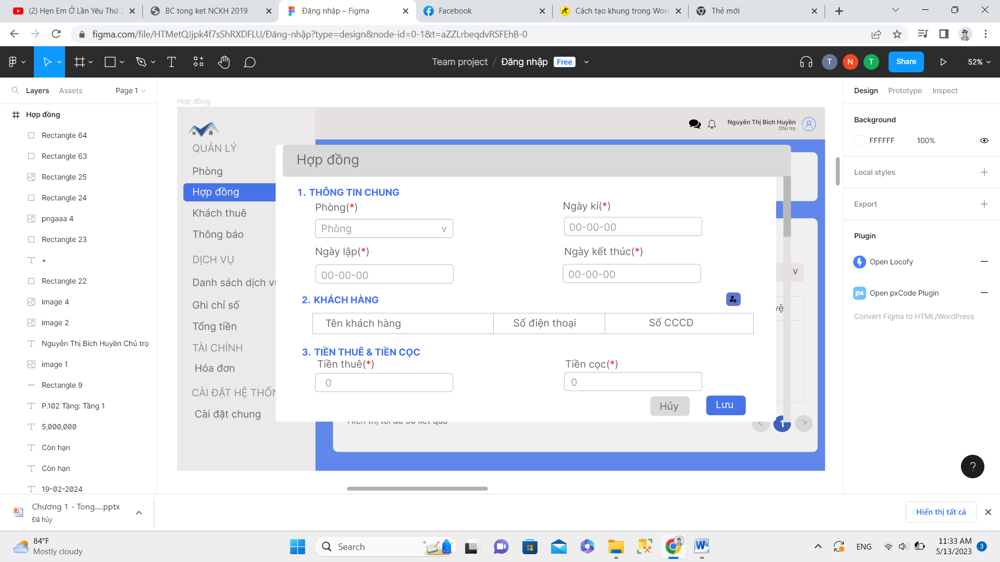 (2) Hẹn Em Ở Lần Yêu Thứ 2
BC tong ket NCKH 2019
Đăng nhập – Figma
Facebook
Cách tạo khung trong Word
Thẻ mới
figma.com/file/HTMetQJjpk4f7sShRXDFLU/Đăng-nhập?type=design&node-id=0-1&t=aZZLrbeqdvRSFEhB-0
Team project / Đăng nhập Free
T N T Share 52%
Layers Assets Page 1
Hợp đồng
Rectangle 64
Rectangle 63
Rectangle 25
Rectangle 24
pngaaa 4
Rectangle 23
+
Rectangle 22
image 4
image 2
Nguyễn Thị Bích Huyền Chủ trọ
image 1
Rectangle 9
P.102 Tầng: Tầng 1
5,000,000
Còn hạn
Còn hạn
19-02-2024
Hợp đồng
Nguyễn Thị Bích Huyền
Chủ trọ
QUẢN LÝ
Phòng
Hợp đồng
Khách thuê
Thông báo
DỊCH VỤ
Danh sách dịch vụ
Ghi chỉ số
Tổng tiền
TÀI CHÍNH
Hóa đơn
CÀI ĐẶT HỆ THỐN
Cài đặt chung
Hợp đồng
1. THÔNG TIN CHUNG
Phòng(*) Ngày kí(*)
Phòng v 00-00-00
Ngày lập(*) Ngày kết thúc(*)
00-00-00 00-00-00
v
2. KHÁCH HÀNG
Tên khách hàng Số điện thoại Số CCCD
vệ
3. TIỀN THUÊ & TIỀN CỌC
Tiền thuê(*) Tiền cọc(*)
0 0
Hủy Lưu
Hiển thị tối đa 50 kết quả
< 1 >
Design Prototype Inspect
Background
FFFFFF 100%
Local styles
Export
Plugin
Open Locofy
px Open pxCode Plugin
Convert Figma to HTML/WordPress
?
Chương 1 - Tong....pptx
Đã hủy
Hiển thị tất cả
84°F
Mostly cloudy
Search
ENG
11:33 AM
5/13/2023
3